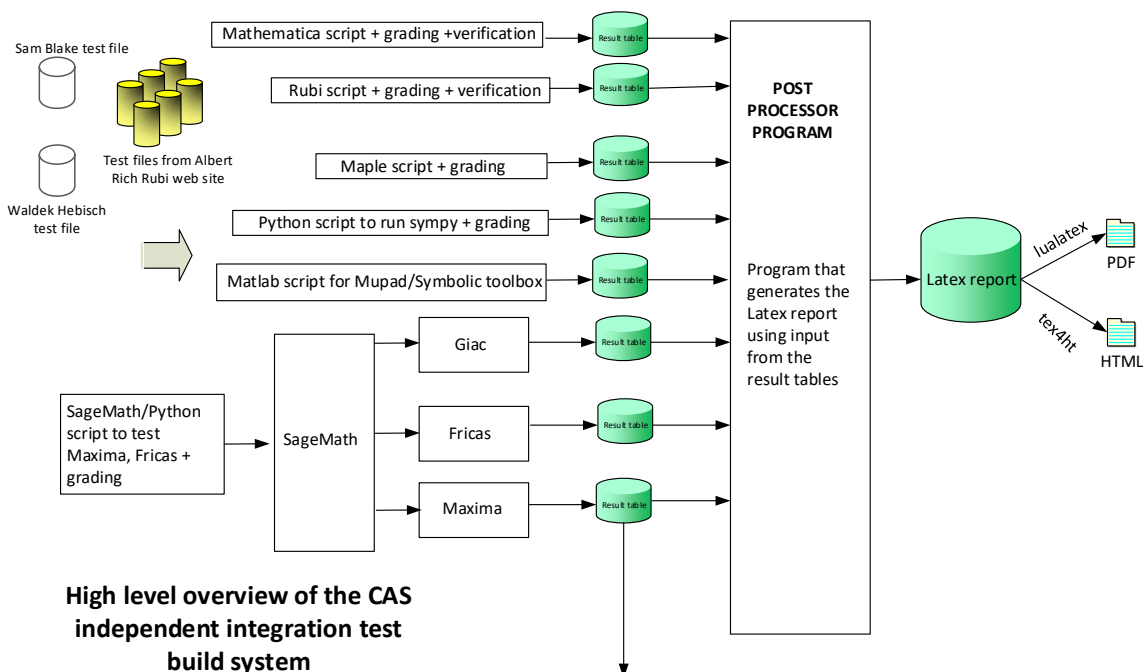 Sam Blake test file
Test files from Albert
Rich Rubi web site
Waldek Hebisch
test file
Mathematica script + grading +verification
Result table
Rubi script + grading + verification
Result table
Maple script + grading
Result table
Python script to run sympy + grading
Result table
Matlab script for Mupad/Symbolic toolbox
Result table
SageMath/Python
script to test
Maxima, Fricas +
grading
SageMath
Giac
Result table
Fricas
Result table
Maxima
Result table
POST
PROCESSOR
PROGRAM
Program that
generates the
Latex report
using input
from the
result tables
Latex report
lualatex
PDF
tex4ht
HTML
High level overview of the CAS
independent integration test
build system